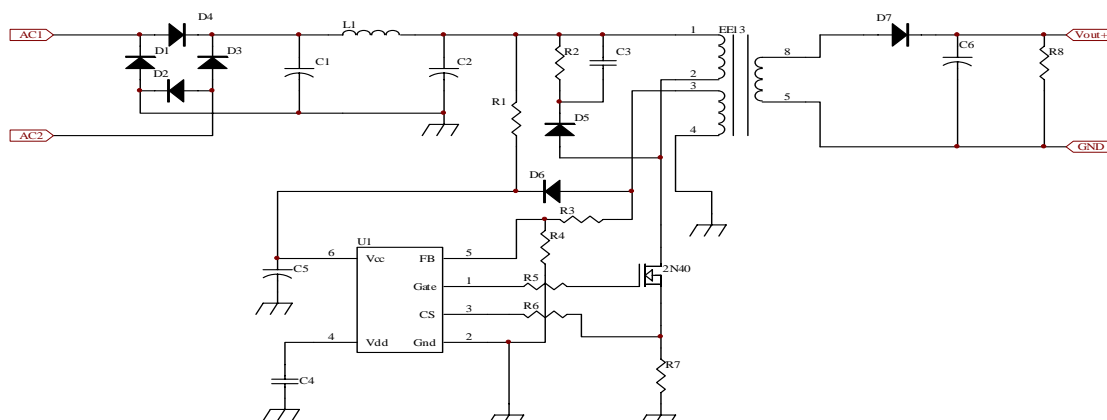 D4
D7
AC1
L1
1
EE13
Vout+
D1
D3
R2
C3
8
C6
R8
D2
C1
C2
2
3
R1
5
AC2
D5
4
GND
D6
R3
R4
U1
6
Vcc
FB
5
C5
2N40
Gate
1
R5
CS
3
R6
4
Vdd
Gnd
2
R7
C4